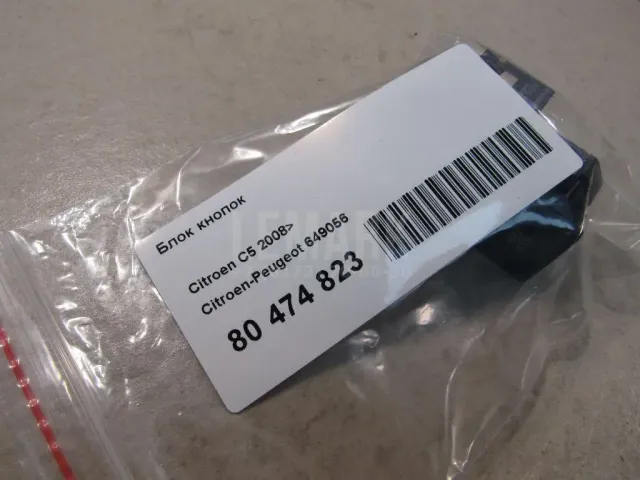 Блок кнопок
Citroen C5 2008>
Citroen-Peugeot 649056
80 474 823